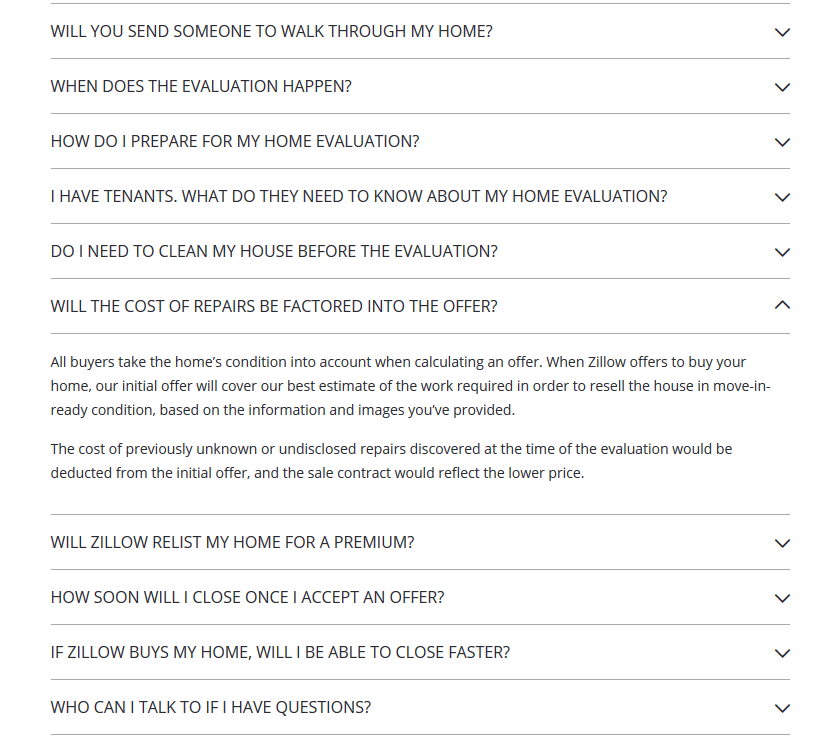 WILL YOU SEND SOMEONE TO WALK THROUGH MY HOME?
WHEN DOES THE EVALUATION HAPPEN?
HOW DO I PREPARE FOR MY HOME EVALUATION?
I HAVE TENANTS. WHAT DO THEY NEED TO KNOW ABOUT MY HOME EVALUATION?
DO I NEED TO CLEAN MY HOUSE BEFORE THE EVALUATION?
WILL THE COST OF REPAIRS BE FACTORED INTO THE OFFER?
All buyers take the home’s condition into account when calculating an offer. When Zillow offers to buy your
home, our initial offer will cover our best estimate of the work required in order to resell the house in move-in-
ready condition, based on the information and images you’ve provided.
The cost of previously unknown or undisclosed repairs discovered at the time of the evaluation would be
deducted from the initial offer, and the sale contract would reflect the lower price.
WILL ZILLOW RELIST MY HOME FOR A PREMIUM?
HOW SOON WILL I CLOSE ONCE I ACCEPT AN OFFER?
IF ZILLOW BUYS MY HOME, WILL I BE ABLE TO CLOSE FASTER?
WHO CAN I TALK TO IF I HAVE QUESTIONS?